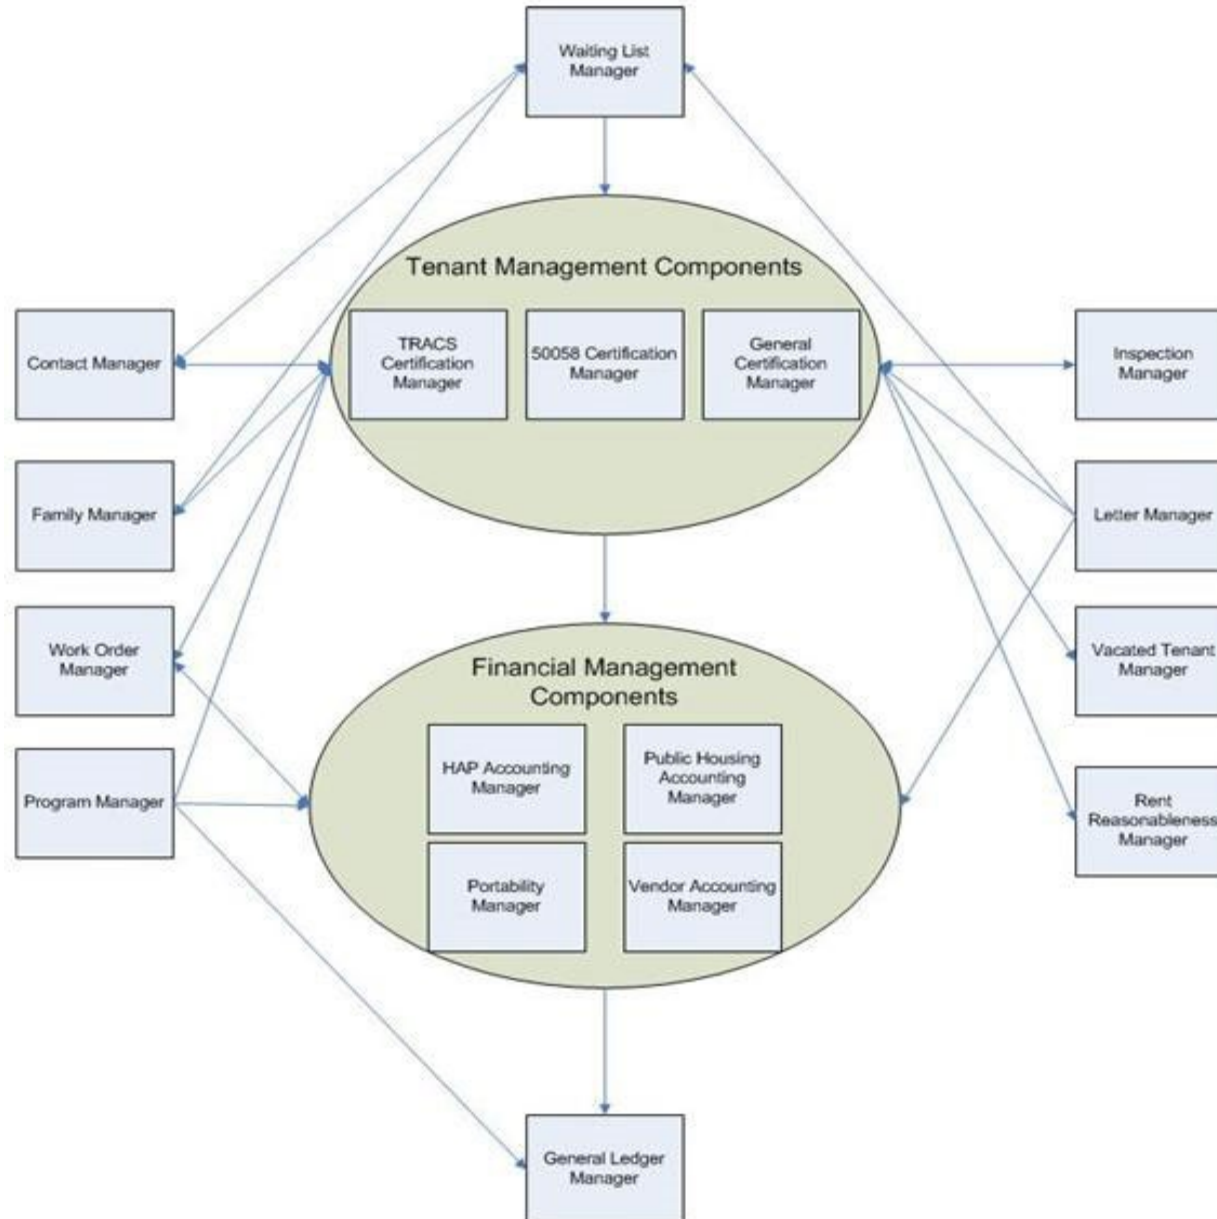 Waiting List
Manager
Tenant Management Components
TRACS
Certification
Manager
50058 Certification
Manager
General
Certification
Manager
Contact Manager
Inspection
Manager
Family Manager
Letter Manager
Work Order
Manager
Vacated Tenant
Manager
Financial Management
Components
HAP Accounting
Manager
Public Housing
Accounting
Manager
Program Manager
Rent
Reasonableness
Manager
Portability
Manager
Vendor Accounting
Manager
General Ledger
Manager